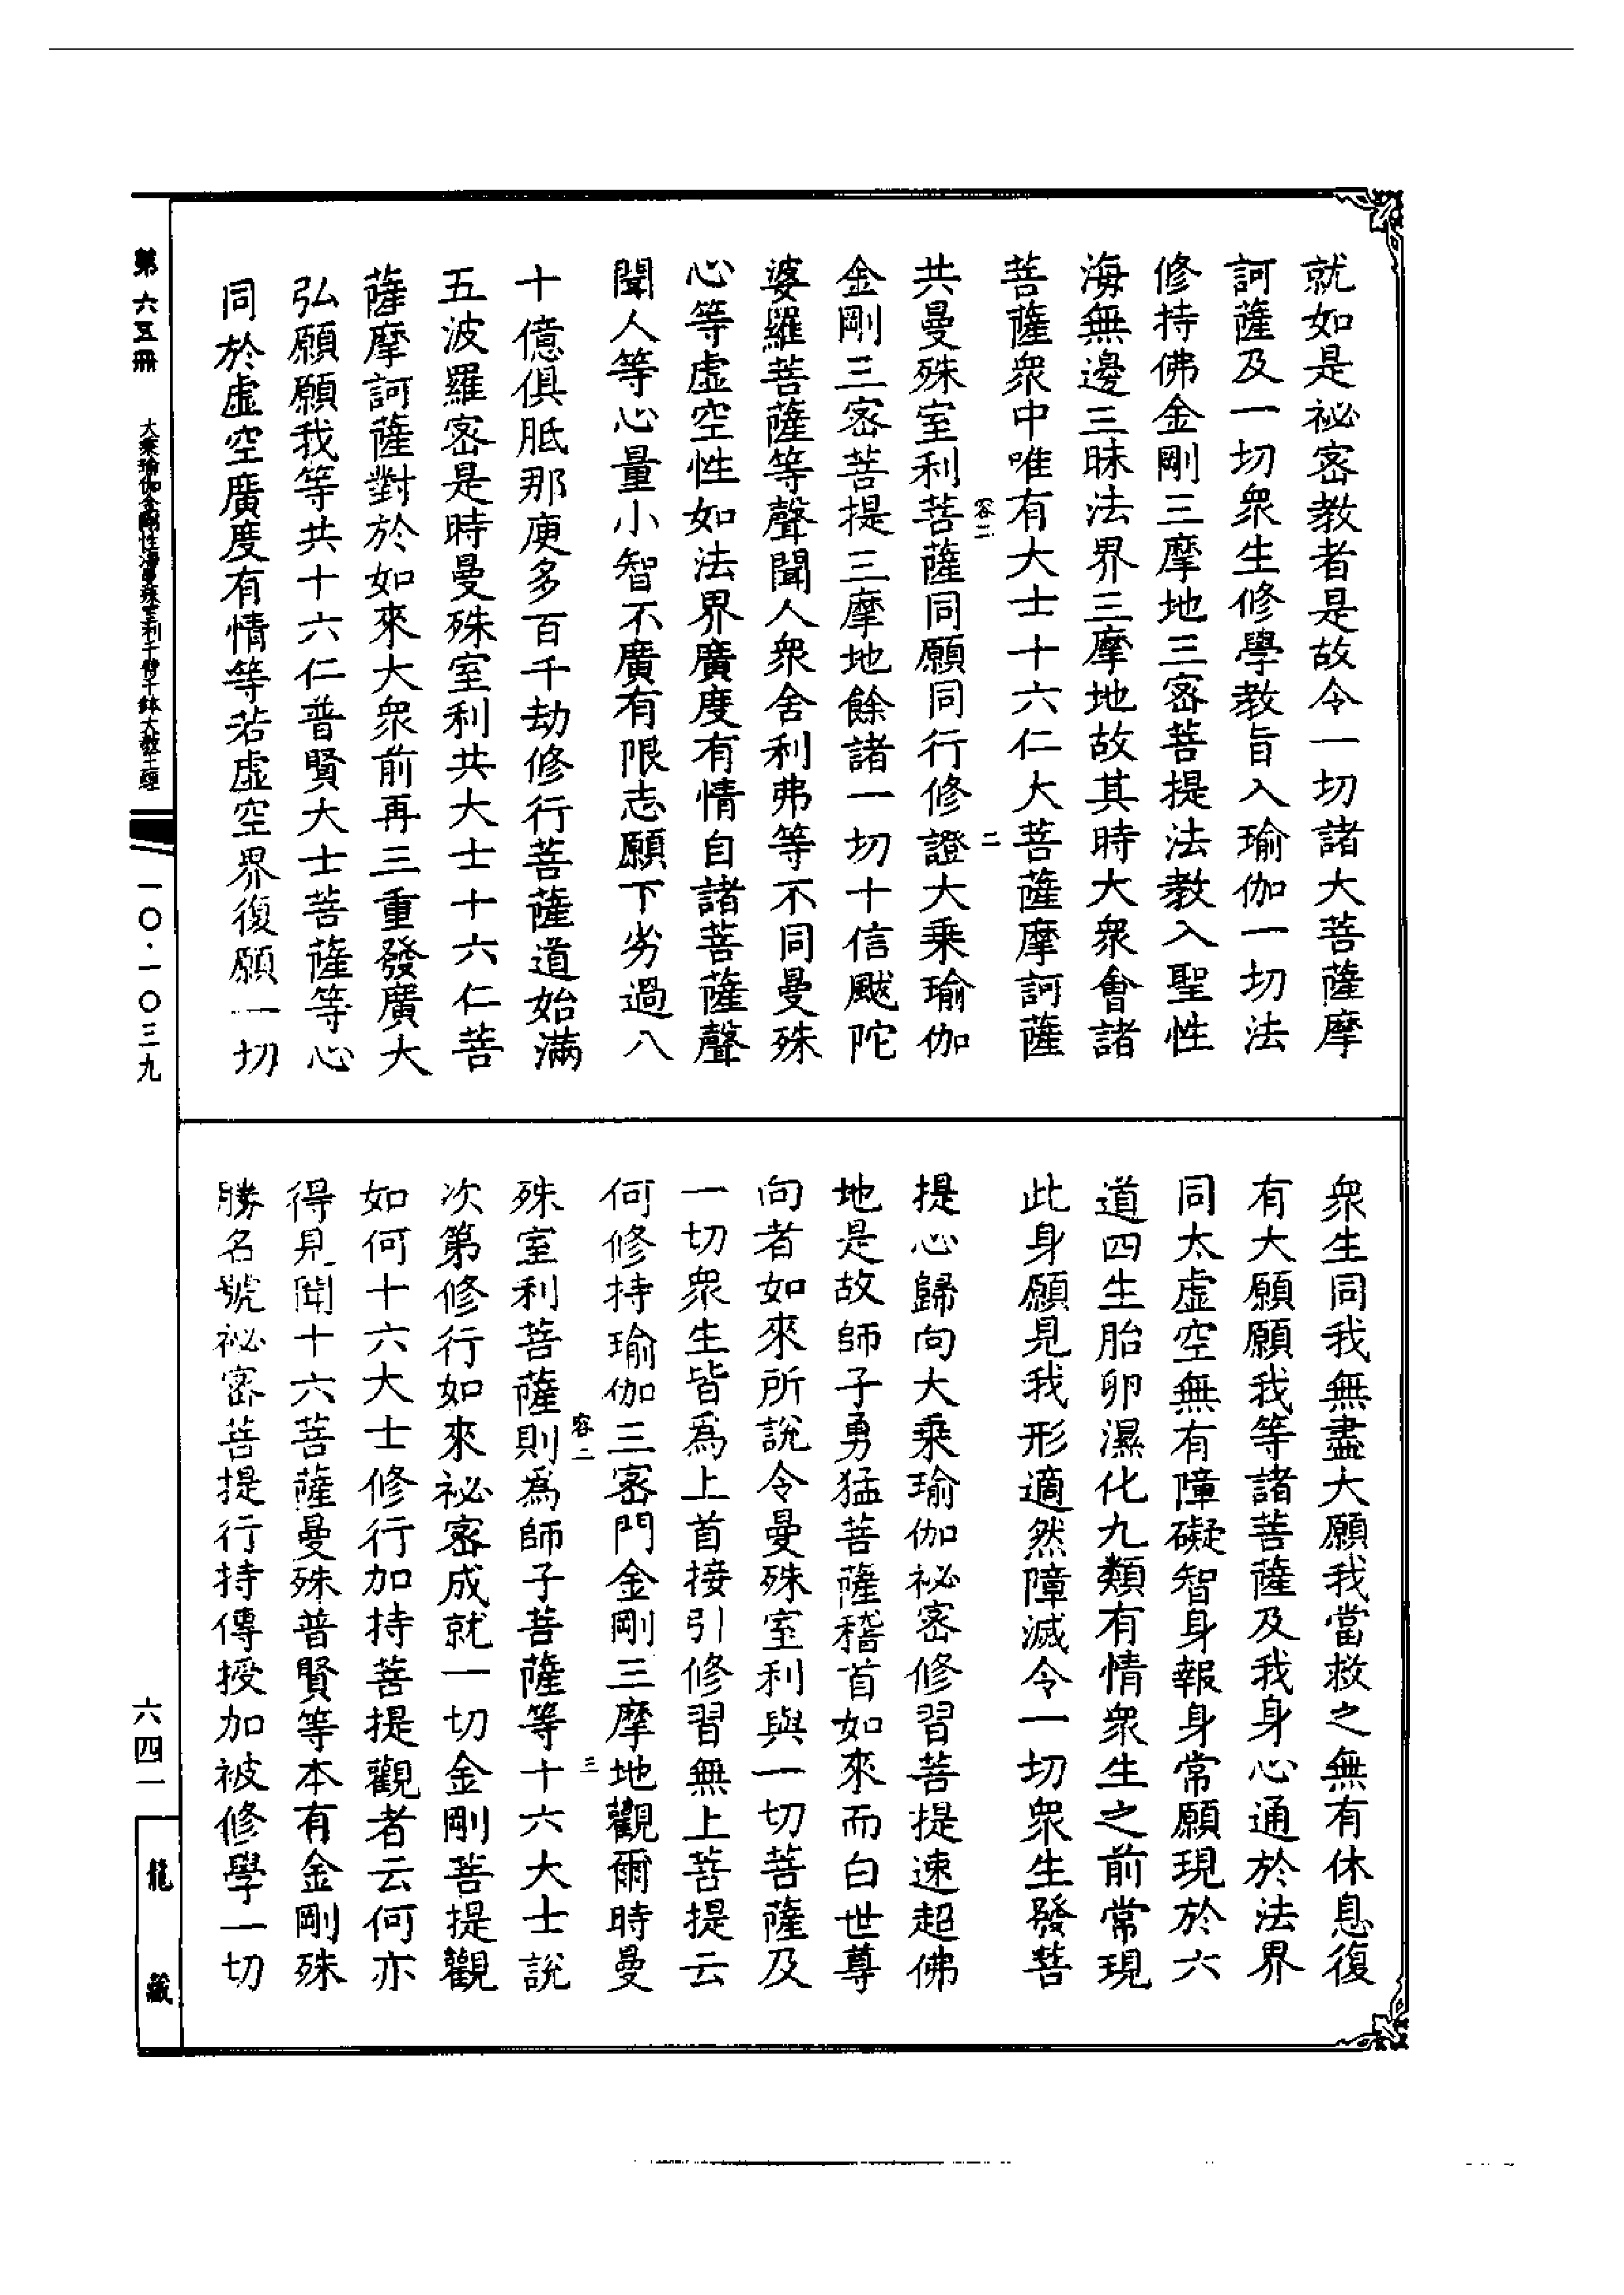 就如是祕密教者是故令一切諸大菩薩摩
訶薩及一切衆生修學教旨入瑜伽一切法
修持佛金剛三摩地三密菩提法教入聖性
海無邊三昧法界三摩地故其時大衆會諸
菩薩衆中唯有大士十六仁大菩薩摩訶薩
容二
二
共曼殊室利菩薩同願同行修證大乘瑜伽
金剛三密菩提三摩地餘諸一切十信颰陀
婆羅菩薩等聲聞人衆舍利弗等不同曼殊
心等虛空性如法界廣度有情自諸菩薩聲
聞人等心量小智不廣有限志願下劣過八
十億俱胝那庾多百千劫修行菩薩道始滿
五波羅密是時曼殊室利共大士十六仁菩
薩摩訶薩對於如來大衆前再三重發廣大
弘願願我等共十六仁普賢大士菩薩等心
同於虛空廣度有情等若虛空界復願一切
衆生同我無盡大願我當救之無有休息復
有大願願我等諸菩薩及我身心通於法界
同太虛空無有障礙智身報身常願現於六
道四生胎卵濕化九類有情衆生之前常現
此身願見我形適然障滅令一切衆生發菩
提心歸向大乘瑜伽祕密修習菩提速超佛
地是故師子勇猛菩薩稽首如來而白世尊
向者如來所說令曼殊室利與一切菩薩及
一切衆生皆爲上首接引修習無上菩提云
何修持瑜伽三密門金剛三摩地觀爾時曼
容二
三
殊室利菩薩則爲師子菩薩等十六大士說
次第修行如來祕密成就一切金剛菩提觀
如何十六大士修行加持菩提觀者云何亦
得見聞十六菩薩曼殊普賢等本有金剛殊
勝名號祕密菩提行持傳授加被修學一切
第六五冊
大乘瑜伽金剛性海曼殊室利千臂千鉢大教王經
一〇·一〇三九
六四一
龍藏